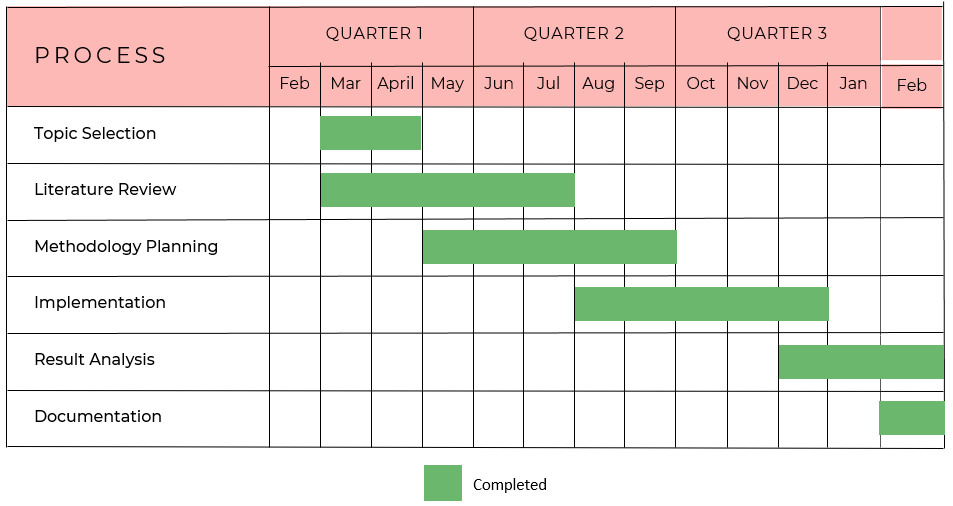 PROCESS
QUARTER 1 QUARTER 2 QUARTER 3
Feb Mar April May Jun Jul Aug Sep Oct Nov Dec Jan Feb
Topic Selection
Literature Review
Methodology Planning
Implementation
Result Analysis
Documentation
Completed